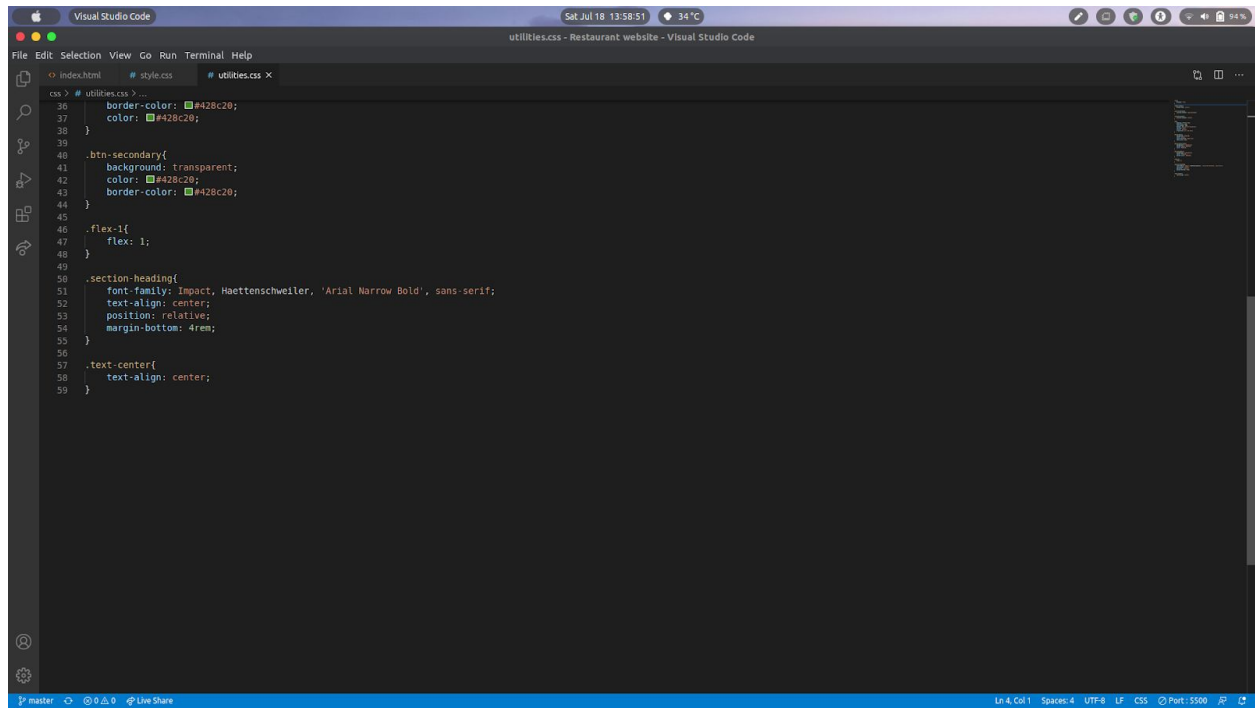 Visual Studio Code
Sat Jul 18 13:58:51
34 °C
94%
utilities.css - Restaurant website - Visual Studio Code
File Edit Selection View Go Run Terminal Help
<> index.html # style.css # utilities.css ×
css > # utilities.css > ...
36 border-color: #428c20;
37 color: #428c20;
38 }
39
40 .btn-secondary{
41 background: transparent;
42 color: #428c20;
43 border-color: #428c20;
44 }
45
46 .flex-1{
47 flex: 1;
48 }
49
50 .section-heading{
51 font-family: Impact, Haettenschweiler, 'Arial Narrow Bold', sans-serif;
52 text-align: center;
53 position: relative;
54 margin-bottom: 4rem;
55 }
56
57 .text-center{
58 text-align: center;
59 }
master 0 0 Live Share Ln 4, Col 1 Spaces: 4 UTF-8 LF CSS Port : 5500